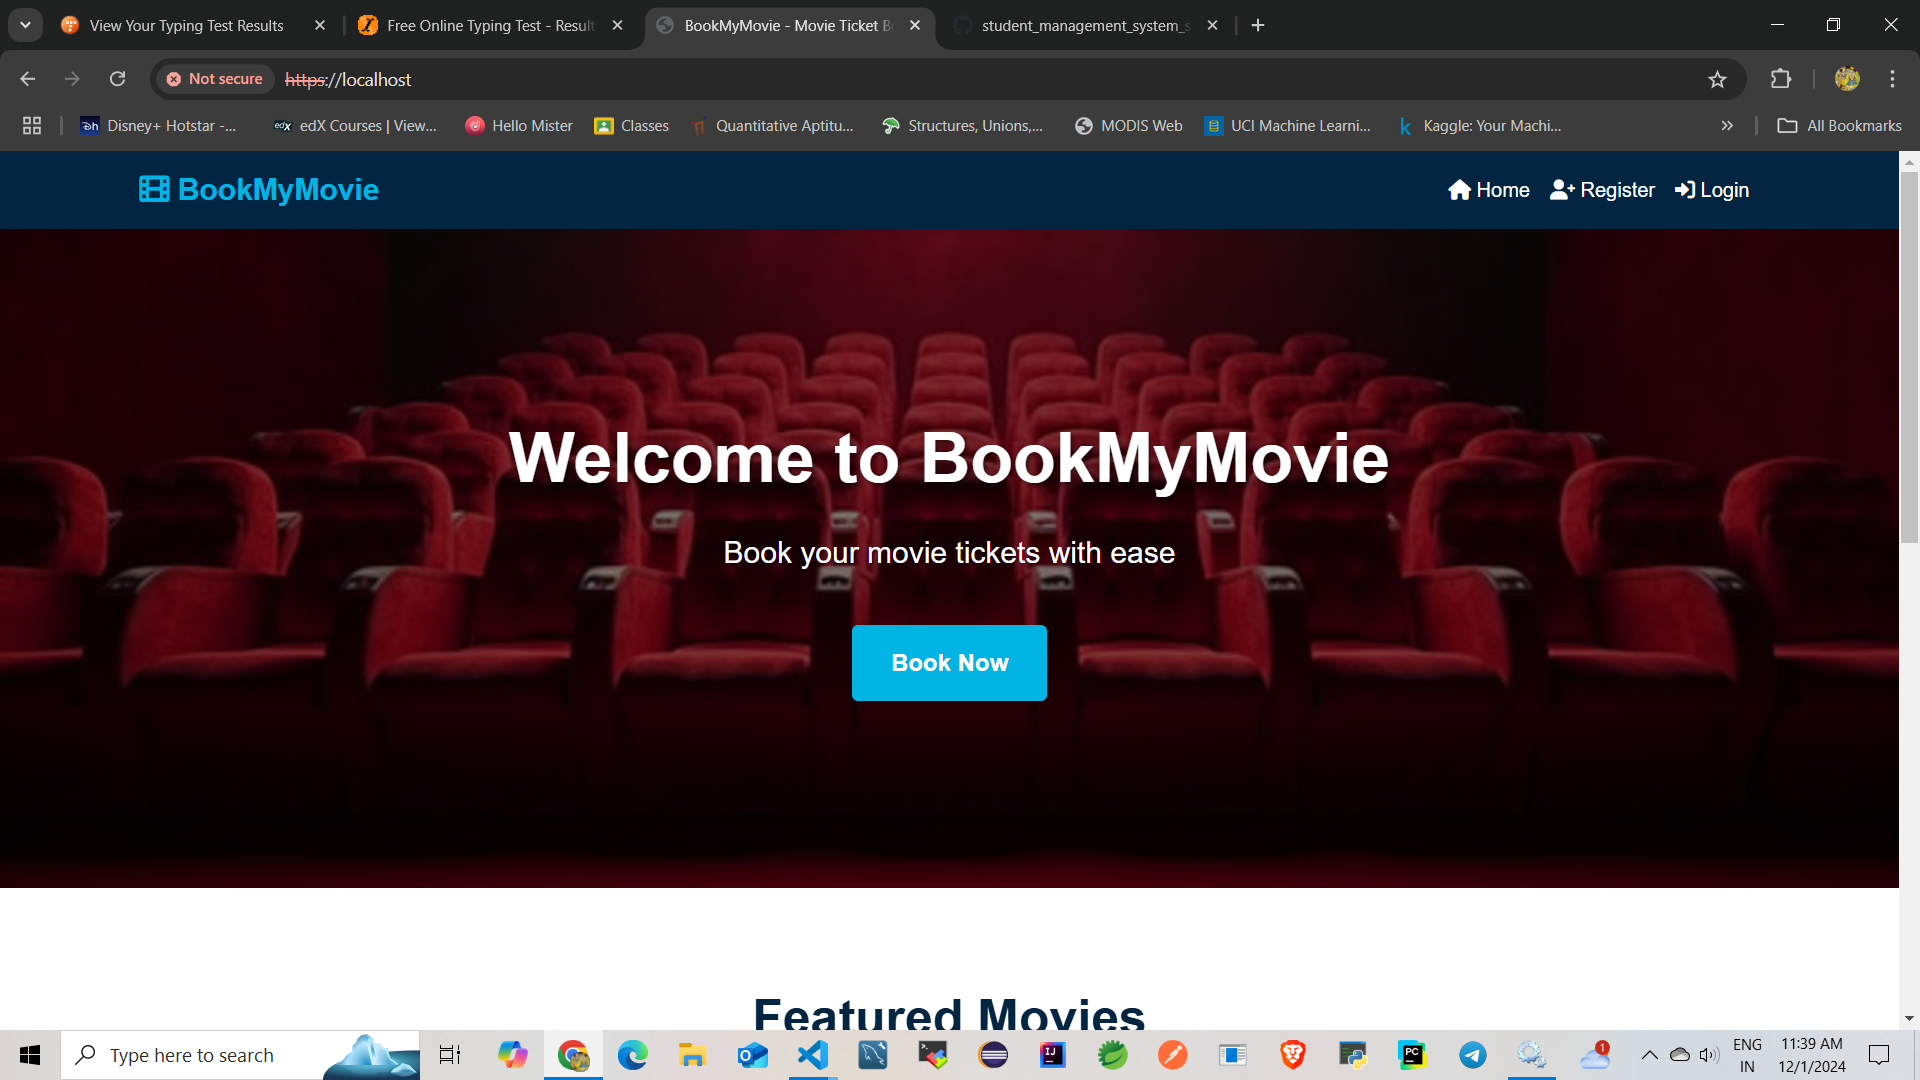 View Your Typing Test Results
Free Online Typing Test - Result
BookMyMovie - Movie Ticket B
student_management_system_s
Not secure
https://localhost
Disney+ Hotstar -...
edX Courses | View...
Hello Mister
Classes
Quantitative Aptitu...
Structures, Unions,...
MODIS Web
UCI Machine Learni...
Kaggle: Your Machi...
All Bookmarks
BookMyMovie
Home
Register
Login
Welcome to BookMyMovie
Book your movie tickets with ease
Book Now
Featured Movies
Type here to search
1
ENG
IN
11:39 AM
12/1/2024